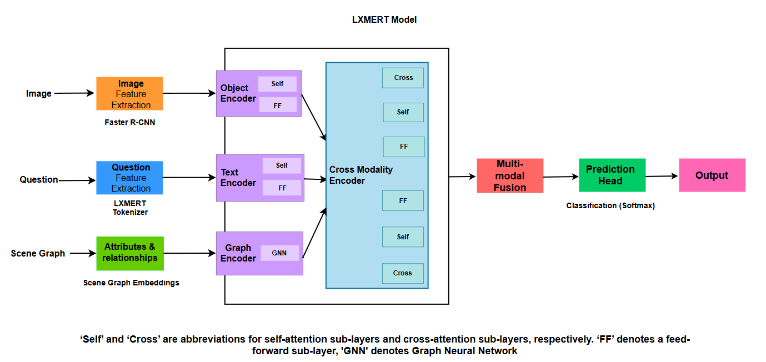 LXMERT Model
Image
Image
Feature
Extraction
Faster R-CNN
Object
Encoder
Self
FF
Question
Question
Feature
Extraction
LXMERT
Tokenizer
Text
Encoder
Self
FF
Scene Graph
Attributes &
relationships
Scene Graph Embeddings
Graph
Encoder
GNN
Cross Modality
Encoder
Cross
Self
FF
FF
Self
Cross
Multi-
modal
Fusion
Prediction
Head
Classification (Softmax)
Output
‘Self’ and ‘Cross’ are abbreviations for self-attention sub-layers and cross-attention sub-layers, respectively. ‘FF’ denotes a feed-
forward sub-layer, 'GNN' denotes Graph Neural Network